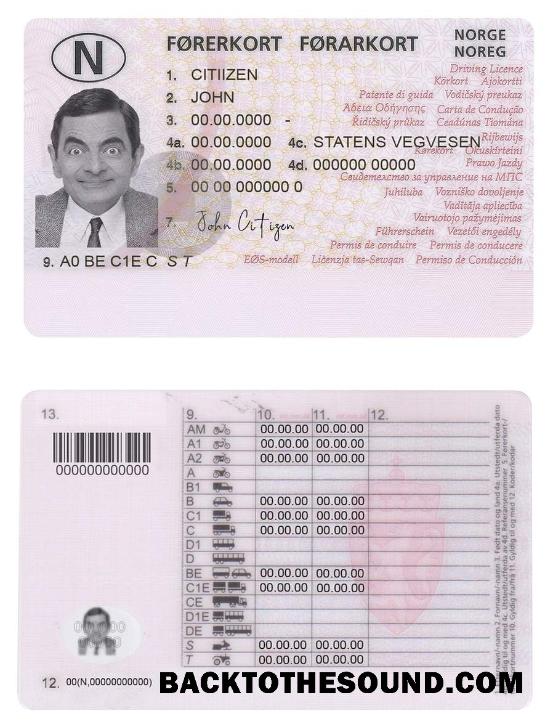 N
FØRERKORT FØRARKORT
NORGE
NOREG
Driving Licence
Körkort Ajokortti
Patente di guida Vodičský preukaz
Άδεια Οδήγησης Carta de Condução
Řidičský průkaz Ceadúnas Tiomána
Rijbewijs
Kørekort Ökuskírteini
Prawo Jazdy
Свидетелство за управление на МПС
Juhiluba Vozniško dovoljenje
Vadītāja apliecība
Vairuotojo pažymėjimas
Führerschein Vezetői engedély
Permis de conduire Permis de conducere
EØS-modell Liċenzja tas-Sewqan Permiso de Conducción
1. CITIIZEN
2. JOHN
3. 00.00.0000 -
4a. 00.00.0000 4c. STATENS VEGVESEN
4b. 00.00.0000 4d. 000000 00000
5. 00 00 000000 0
7. John Citizen
9. A0 BE C1E C S T
13.
000000000000
9. 10. 11. 12.
AM 00.00.00 00.00.00
A1 00.00.00 00.00.00
A2 00.00.00 00.00.00
A
B1
B 00.00.00 00.00.00
C1 00.00.00 00.00.00
C 00.00.00 00.00.00
D1
D
BE 00.00.00 00.00.00
C1E 00.00.00 00.00.00
CE
D1E
DE
S 00.00.00 00.00.00
T 00.00.00 00.00.00
12. 00(N,00000000000)
BACKTOTHESOUND.COM